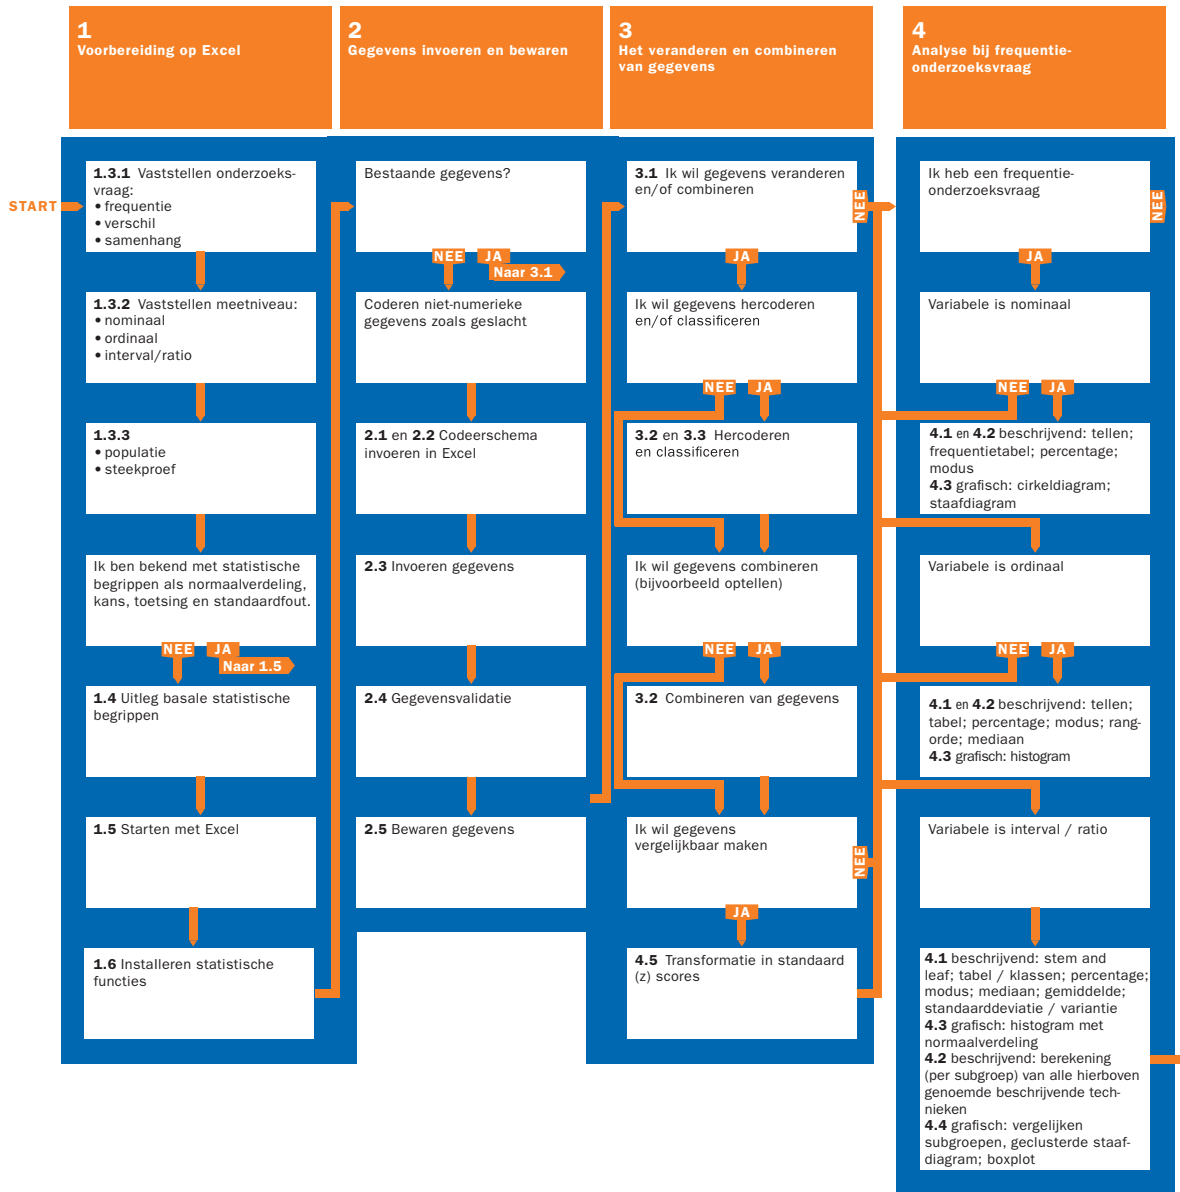 1
Voorbereiding op Excel
2
Gegevens invoeren en bewaren
3
Het veranderen en combineren
van gegevens
4
Analyse bij frequentie-
onderzoeksvraag
START
1.3.1 Vaststellen onderzoeks-
vraag:
• frequentie
• verschil
• samenhang
1.3.2 Vaststellen meetniveau:
• nominaal
• ordinaal
• interval/ratio
1.3.3
• populatie
• steekproef
Ik ben bekend met statistische
begrippen als normaalverdeling,
kans, toetsing en standaardfout.
NEE JA
Naar 1.5
1.4 Uitleg basale statistische
begrippen
1.5 Starten met Excel
1.6 Installeren statistische
functies
Bestaande gegevens?
NEE JA
Naar 3.1
Coderen niet-numerieke
gegevens zoals geslacht
2.1 en 2.2 Codeerschema
invoeren in Excel
2.3 Invoeren gegevens
2.4 Gegevensvalidatie
2.5 Bewaren gegevens
3.1 Ik wil gegevens veranderen
en/of combineren
NEE
JA
Ik wil gegevens hercoderen
en/of classificeren
NEE JA
3.2 en 3.3 Hercoderen
en classificeren
Ik wil gegevens combineren
(bijvoorbeeld optellen)
NEE JA
3.2 Combineren van gegevens
Ik wil gegevens
vergelijkbaar maken
NEE
JA
4.5 Transformatie in standaard
(z) scores
Ik heb een frequentie-
onderzoeksvraag
NEE
JA
Variabele is nominaal
NEE JA
4.1 en 4.2 beschrijvend: tellen;
frequentietabel; percentage;
modus
4.3 grafisch: cirkeldiagram;
staafdiagram
Variabele is ordinaal
NEE JA
4.1 en 4.2 beschrijvend: tellen;
tabel; percentage; modus; rang-
orde; mediaan
4.3 grafisch: histogram
Variabele is interval / ratio
4.1 beschrijvend: stem and
leaf; tabel / klassen; percentage;
modus; mediaan; gemiddelde;
standaarddeviatie / variantie
4.3 grafisch: histogram met
normaalverdeling
4.2 beschrijvend: berekening
(per subgroep) van alle hierboven
genoemde beschrijvende tech-
nieken
4.4 grafisch: vergelijken
subgroepen, geclusterde staaf-
diagram; boxplot